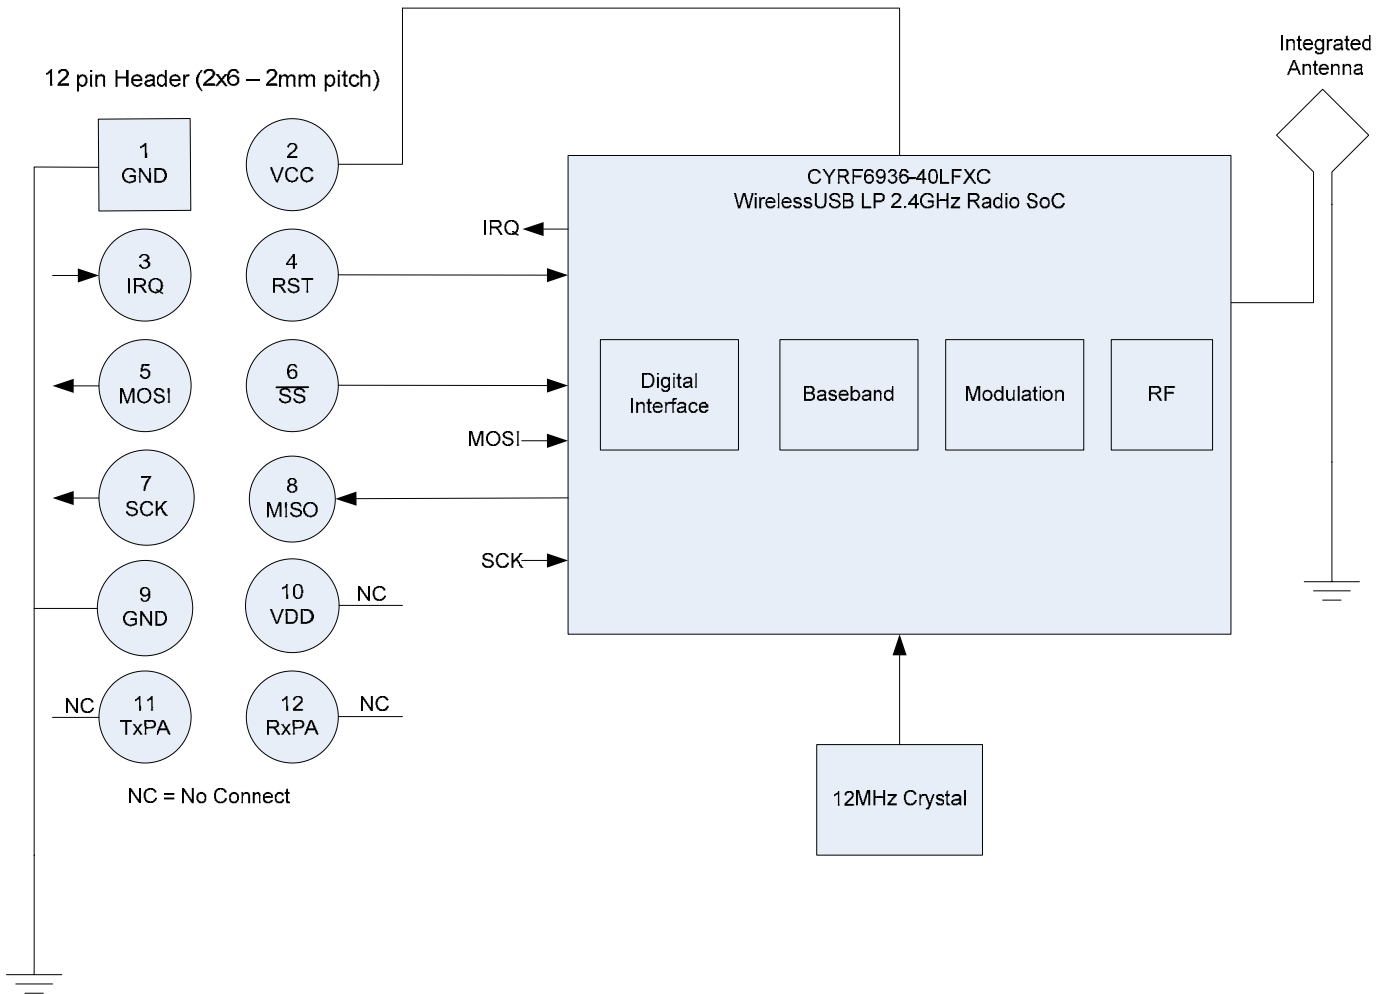 12 pin Header (2x6 – 2mm pitch)
1
GND
2
VCC
3
IRQ
4
RST
5
MOSI
6
SS
7
SCK
8
MISO
9
GND
10
VDD
NC
NC
11
TxPA
12
RxPA
NC
NC = No Connect
CYRF6936-40LFXC
WirelessUSB LP 2.4GHz Radio SoC
IRQ
MOSI
SCK
Digital
Interface
Baseband
Modulation
RF
12MHz Crystal
Integrated
Antenna